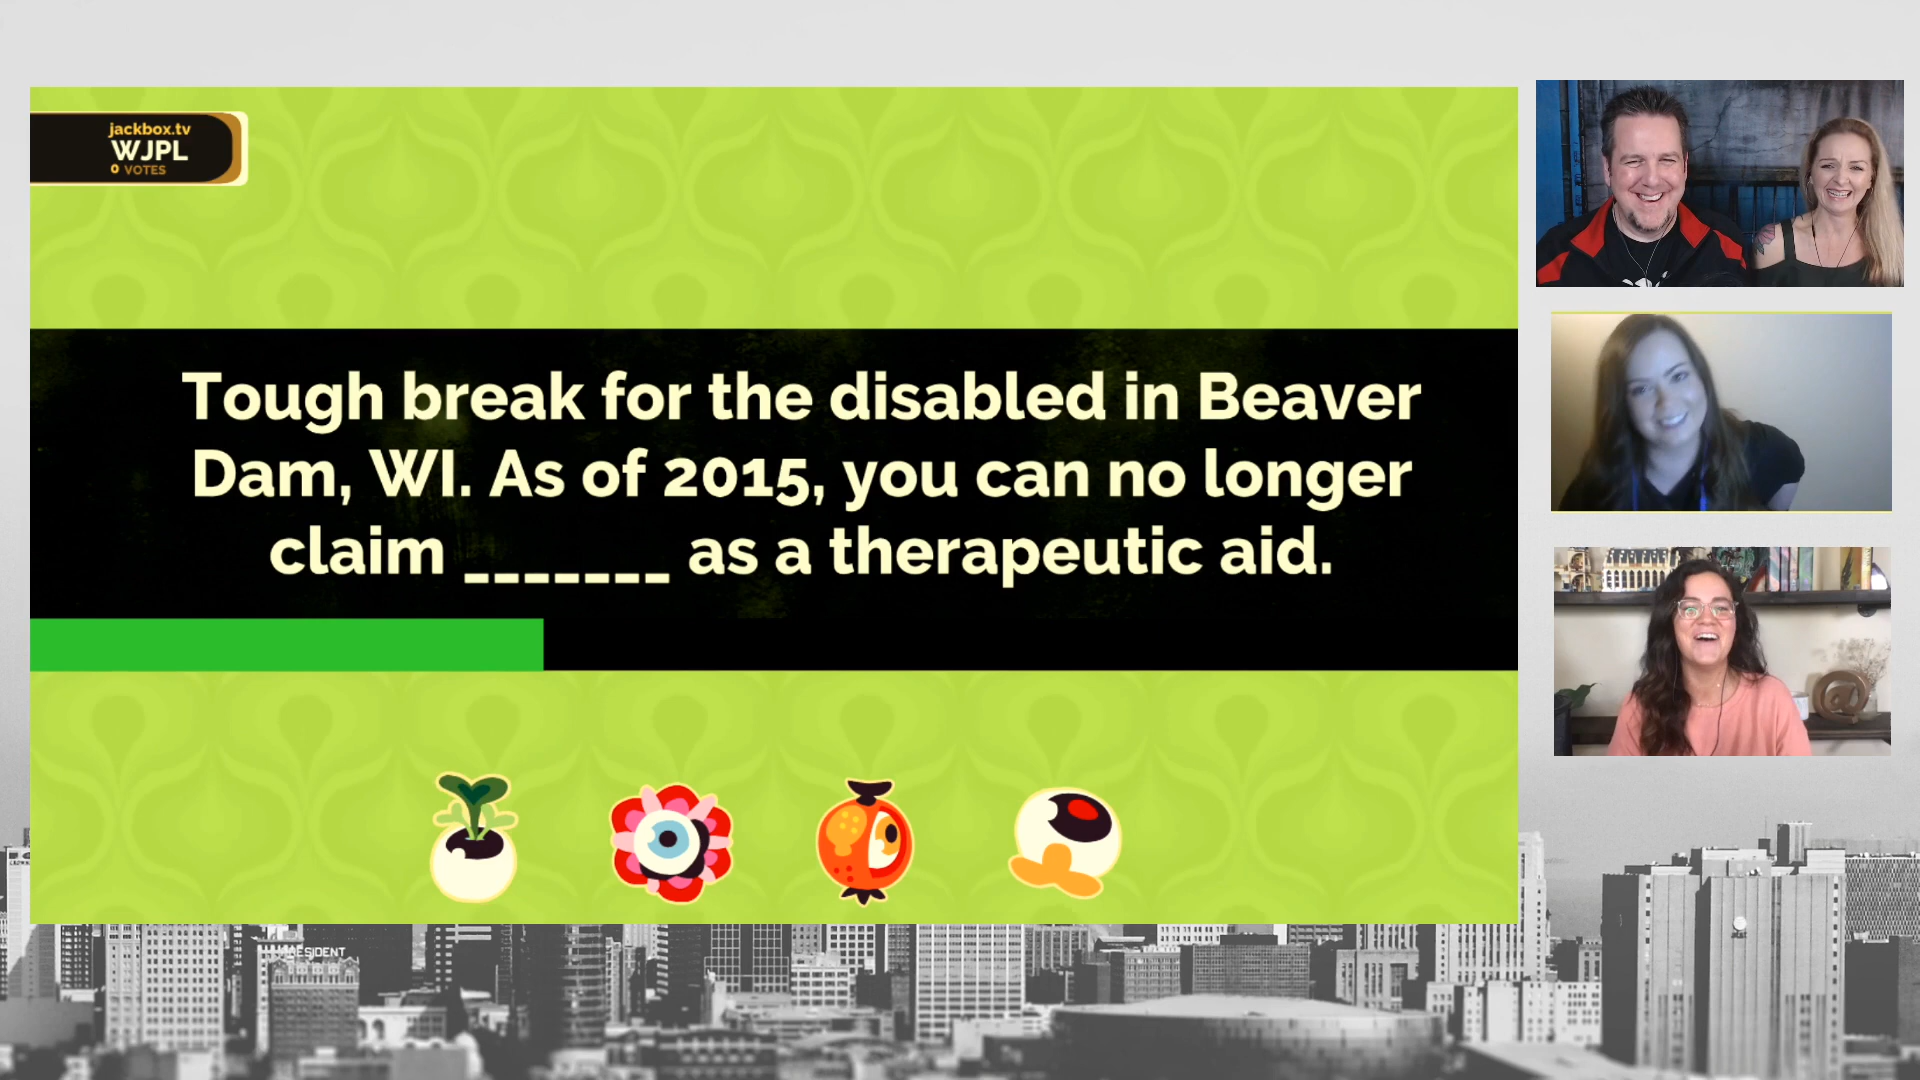 jackbox.tv
WJPL
0 VOTES
Tough break for the disabled in Beaver
Dam, WI. As of 2015, you can no longer
claim _______ as a therapeutic aid.
PRESIDENT